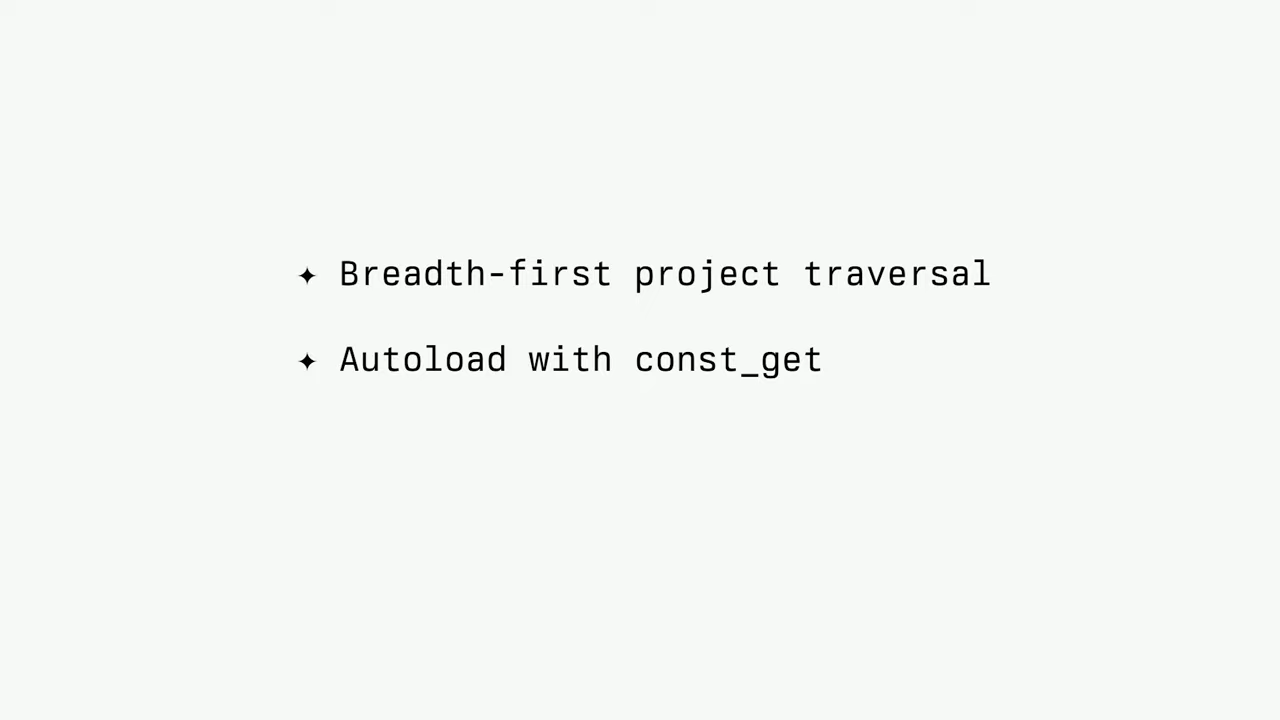 ✦ Breadth-first project traversal
✦ Autoload with const_get